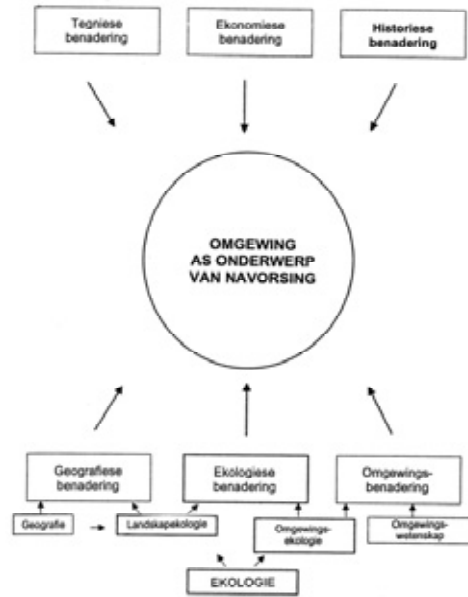 Tegniese
benadering
Ekonomiese
benadering
Historiese
benadering
OMGEWING
AS ONDERWERP
VAN NAVORSING
Geografiese
benadering
Ekologiese
benadering
Omgewings-
benadering
Geografie
Landskapekologie
Omgewings-
ekologie
Omgewings-
wetenskap
EKOLOGIE